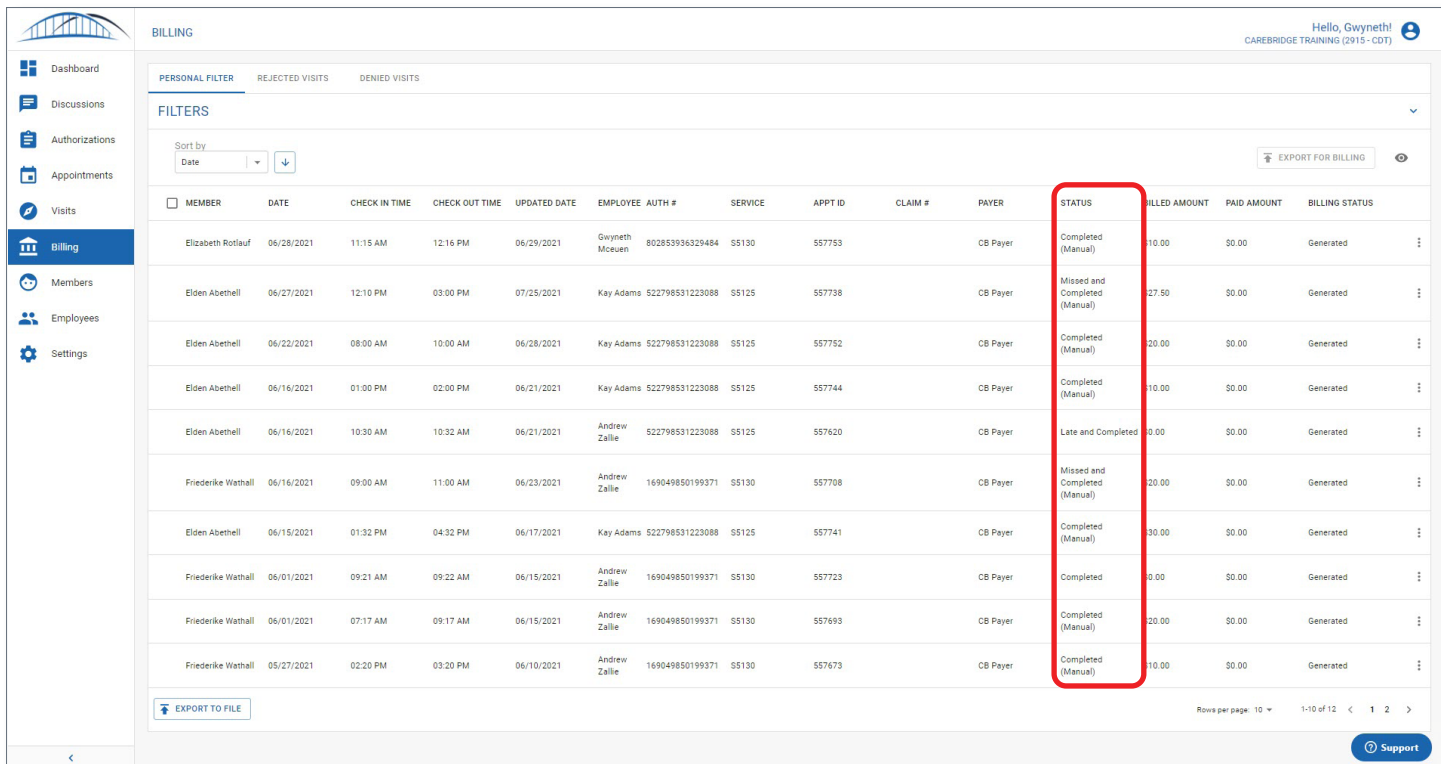 BILLING
Hello, Gwyneth!
CAREBRIDGE TRAINING (2915 - CDT)
Dashboard
Discussions
Authorizations
Appointments
Visits
Billing
Members
Employees
Settings
PERSONAL FILTER REJECTED VISITS DENIED VISITS
FILTERS
Sort by
Date
EXPORT FOR BILLING
MEMBER DATE CHECK IN TIME CHECK OUT TIME UPDATED DATE EMPLOYEE AUTH # SERVICE APPT ID CLAIM # PAYER STATUS BILLED AMOUNT PAID AMOUNT BILLING STATUS
Elizabeth Rotlauf 06/28/2021 11:15 AM 12:16 PM 06/29/2021 Gwyneth Mceuen 802853936329484 S5130 557753 CB Payer Completed (Manual) $10.00 $0.00 Generated
Elden Abethell 06/27/2021 12:10 PM 03:00 PM 07/25/2021 Kay Adams 522798531223088 S5125 557738 CB Payer Missed and Completed (Manual) $27.50 $0.00 Generated
Elden Abethell 06/22/2021 08:00 AM 10:00 AM 06/28/2021 Kay Adams 522798531223088 S5125 557752 CB Payer Completed (Manual) $20.00 $0.00 Generated
Elden Abethell 06/16/2021 01:00 PM 02:00 PM 06/21/2021 Kay Adams 522798531223088 S5125 557744 CB Payer Completed (Manual) $10.00 $0.00 Generated
Elden Abethell 06/16/2021 10:30 AM 10:32 AM 06/21/2021 Andrew Zallie 522798531223088 S5125 557620 CB Payer Late and Completed $0.00 $0.00 Generated
Friederike Wathall 06/16/2021 09:00 AM 11:00 AM 06/23/2021 Andrew Zallie 169049850199371 S5130 557708 CB Payer Missed and Completed (Manual) $20.00 $0.00 Generated
Elden Abethell 06/15/2021 01:32 PM 04:32 PM 06/17/2021 Kay Adams 522798531223088 S5125 557741 CB Payer Completed (Manual) $30.00 $0.00 Generated
Friederike Wathall 06/01/2021 09:21 AM 09:22 AM 06/15/2021 Andrew Zallie 169049850199371 S5130 557723 CB Payer Completed $0.00 $0.00 Generated
Friederike Wathall 06/01/2021 07:17 AM 09:17 AM 06/15/2021 Andrew Zallie 169049850199371 S5130 557693 CB Payer Completed (Manual) $20.00 $0.00 Generated
Friederike Wathall 05/27/2021 02:20 PM 03:20 PM 06/10/2021 Andrew Zallie 169049850199371 S5130 557673 CB Payer Completed (Manual) $10.00 $0.00 Generated
EXPORT TO FILE
Rows per page: 10 1-10 of 12 < 1 2 >
Support